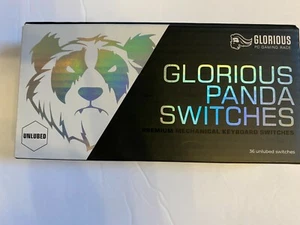 GLORIOUS
PC GAMING RACE
GLORIOUS
PANDA
SWITCHES
PREMIUM MECHANICAL KEYBOARD SWITCHES
UNLUBED
36 unlubed switches